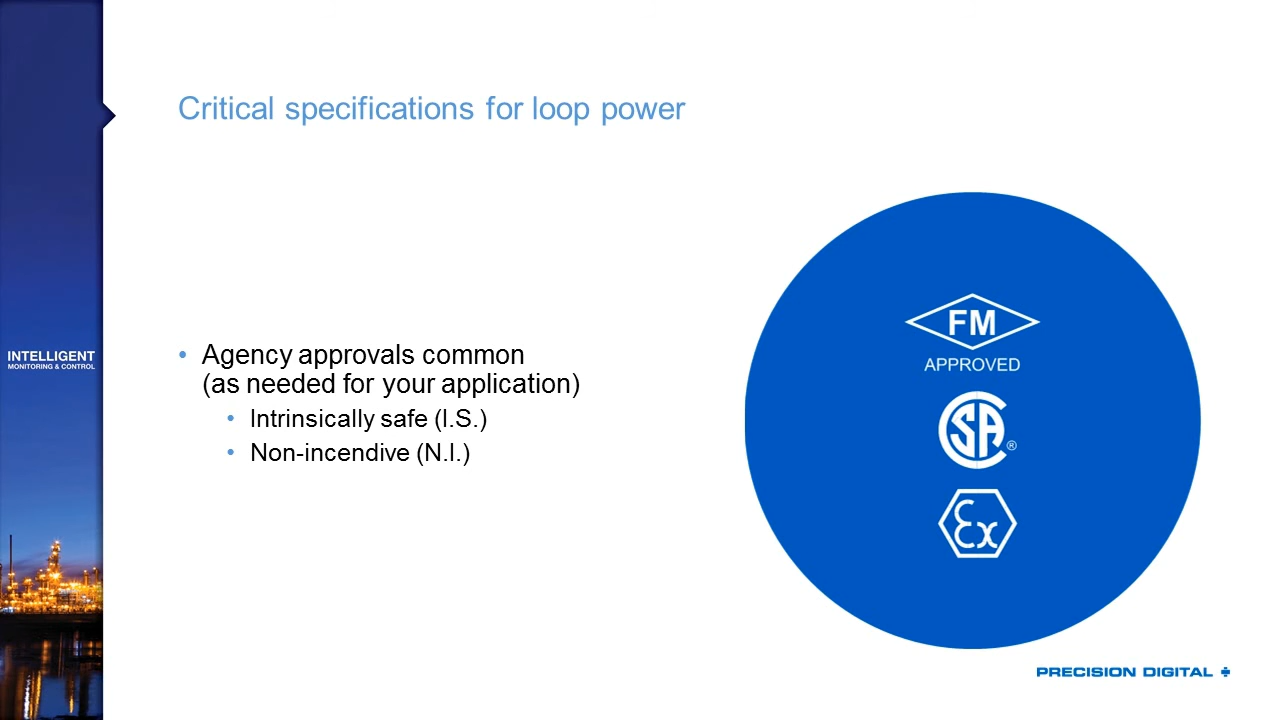 Critical specifications for loop power
INTELLIGENT
MONITORING & CONTROL
• Agency approvals common
(as needed for your application)
• Intrinsically safe (I.S.)
• Non-incendive (N.I.)
FM
APPROVED
CSA®
Ex
PRECISION DIGITAL